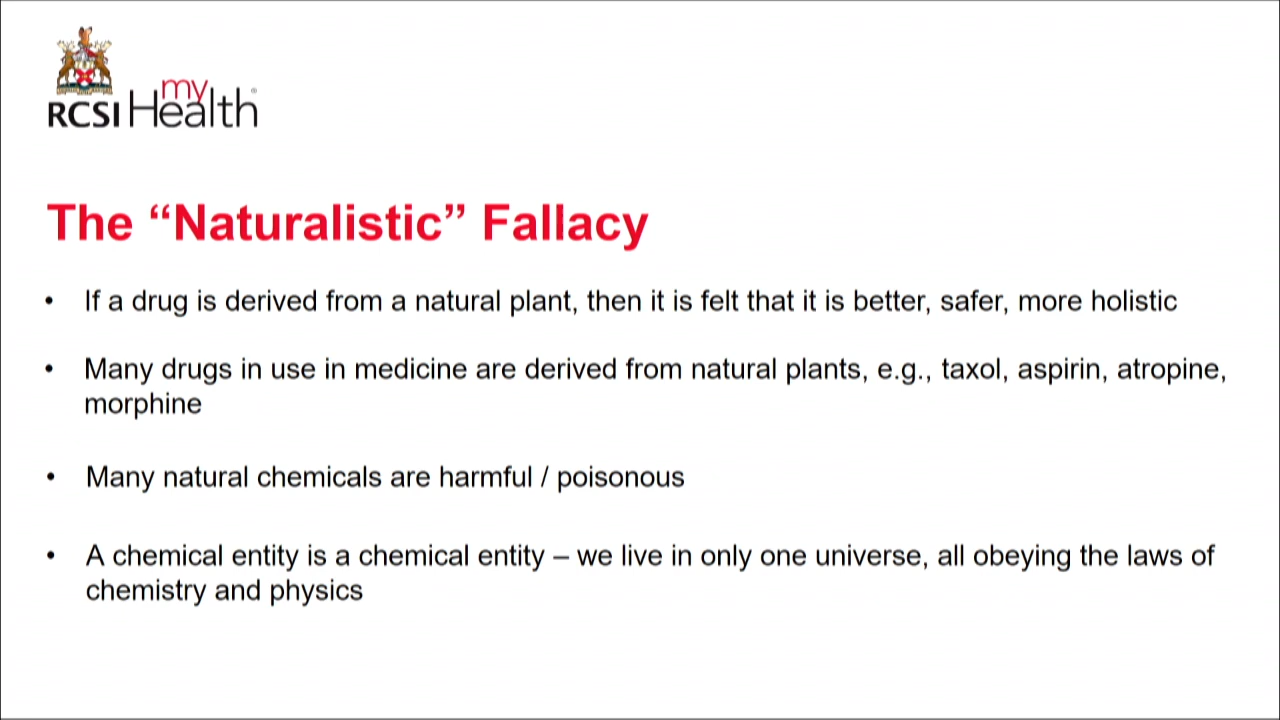 my
RCSI Health®
The “Naturalistic” Fallacy
• If a drug is derived from a natural plant, then it is felt that it is better, safer, more holistic
• Many drugs in use in medicine are derived from natural plants, e.g., taxol, aspirin, atropine,
morphine
• Many natural chemicals are harmful / poisonous
• A chemical entity is a chemical entity – we live in only one universe, all obeying the laws of
chemistry and physics